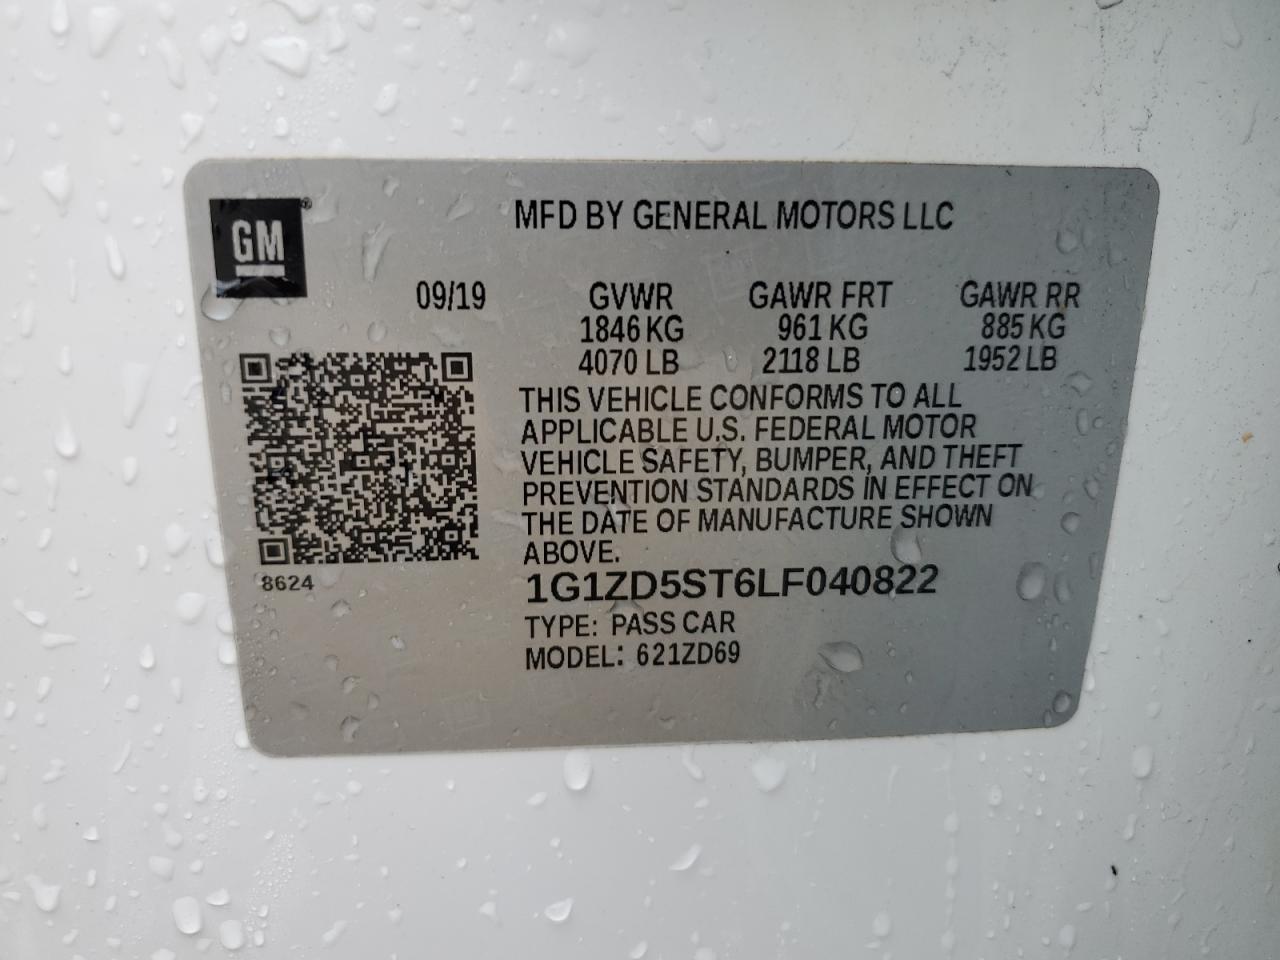 GM®
MFD BY GENERAL MOTORS LLC
09/19 GVWR GAWR FRT GAWR RR
1846 KG 961 KG 885 KG
4070 LB 2118 LB 1952 LB
THIS VEHICLE CONFORMS TO ALL
APPLICABLE U.S. FEDERAL MOTOR
VEHICLE SAFETY, BUMPER, AND THEFT
PREVENTION STANDARDS IN EFFECT ON
THE DATE OF MANUFACTURE SHOWN
ABOVE.
8624
1G1ZD5ST6LF040822
TYPE: PASS CAR
MODEL: 621ZD69